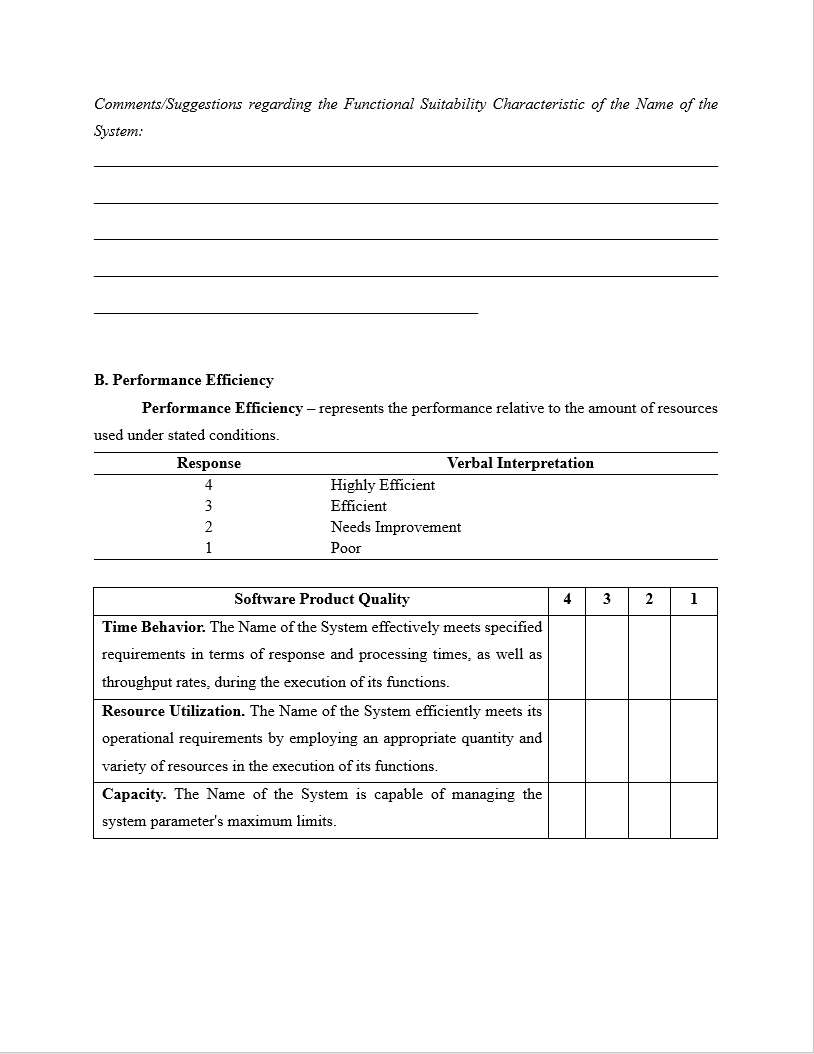 Comments/Suggestions regarding the Functional Suitability Characteristic of the Name of the
System:
B. Performance Efficiency
Performance Efficiency – represents the performance relative to the amount of resources
used under stated conditions.
Response Verbal Interpretation
4 Highly Efficient
3 Efficient
2 Needs Improvement
1 Poor
Software Product Quality 4 3 2 1
Time Behavior. The Name of the System effectively meets specified
requirements in terms of response and processing times, as well as
throughput rates, during the execution of its functions.
Resource Utilization. The Name of the System efficiently meets its
operational requirements by employing an appropriate quantity and
variety of resources in the execution of its functions.
Capacity. The Name of the System is capable of managing the
system parameter's maximum limits.